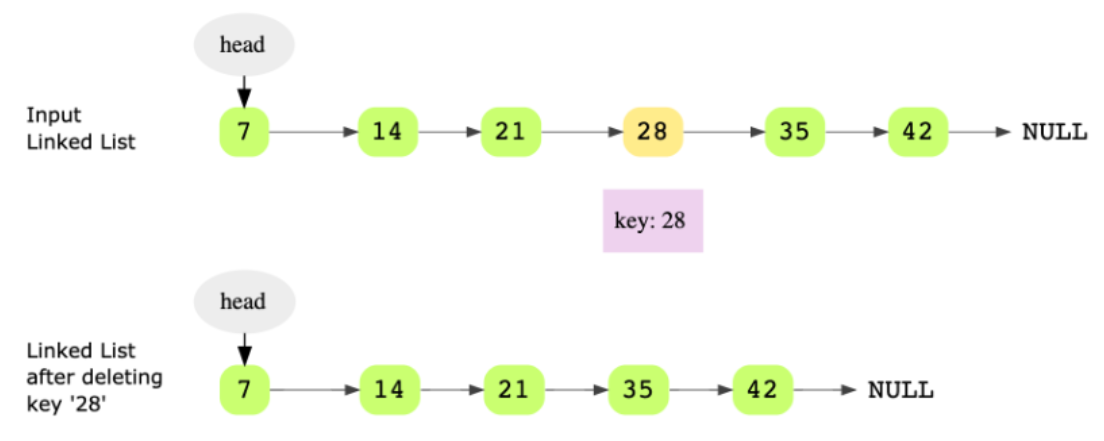 head
Input
Linked List
7 14 21 28 35 42 NULL
key: 28
head
Linked List
after deleting
key '28'
7 14 21 35 42 NULL